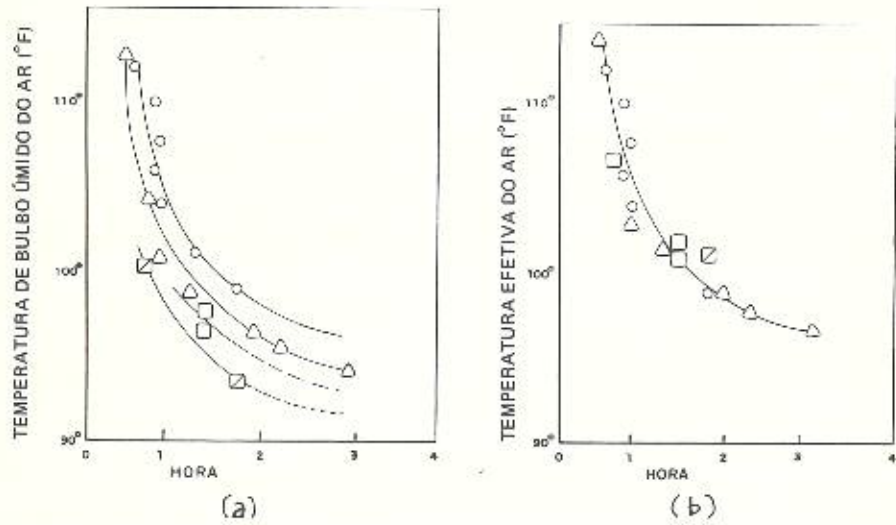 TEMPERATURA DE BULBO ÚMIDO DO AR (°F)
110°
100°
90°
0
1
2
3
4
HORA
(a)
TEMPERATURA EFETIVA DO AR (°F)
110°
100°
90°
0
1
2
3
4
HORA
(b)